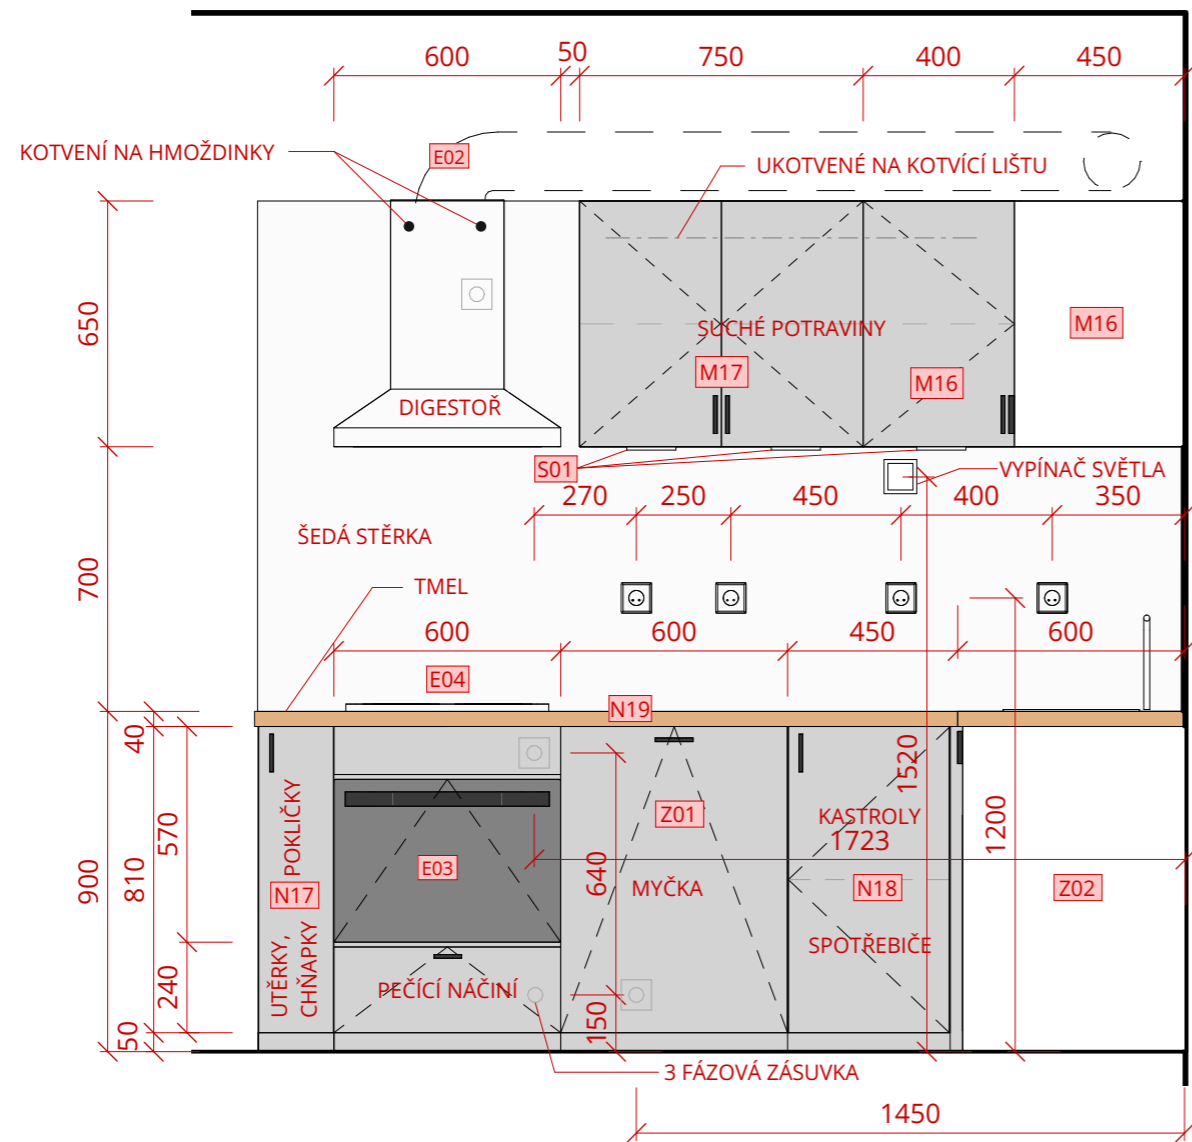 600
50
750
400
450
KOTVENÍ NA HMOŽDINKY
E02
UKOTVENÉ NA KOTVÍCÍ LIŠTU
650
SUCHÉ POTRAVINY
M16
M17
M16
DIGESTOŘ
S01
VYPÍNAČ SVĚTLA
270
250
450
400
350
ŠEDÁ STĚRKA
700
TMEL
600
600
450
600
E04
N19
40
570
810
900
240
50
POKLIČKY
N17
UTĚRKY,
CHŇAPKY
E03
PEČÍCÍ NÁČINÍ
640
150
Z01
MYČKA
1520
1200
KASTROLY
1723
N18
SPOTŘEBIČE
Z02
3 FÁZOVÁ ZÁSUVKA
1450